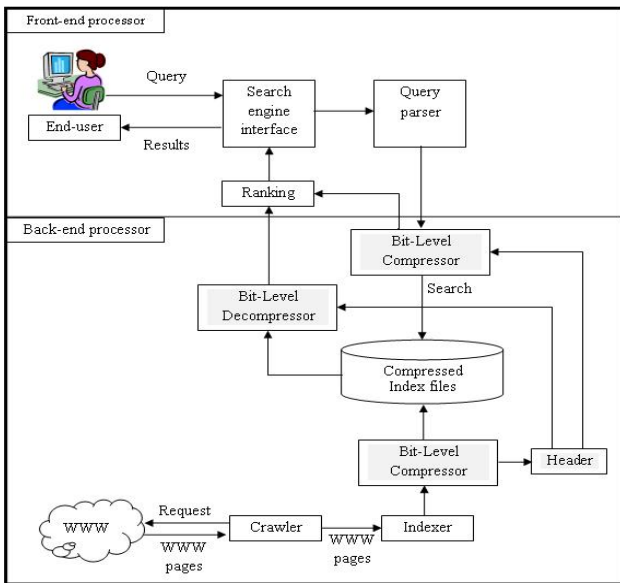 Front-end processor
Query
Search
engine
interface
Query
parser
End-user
Results
Ranking
Back-end processor
Bit-Level
Compressor
Search
Bit-Level
Decompressor
Compressed
Index files
Bit-Level
Compressor
Header
Request
WWW
Crawler
Indexer
WWW
pages
WWW
pages